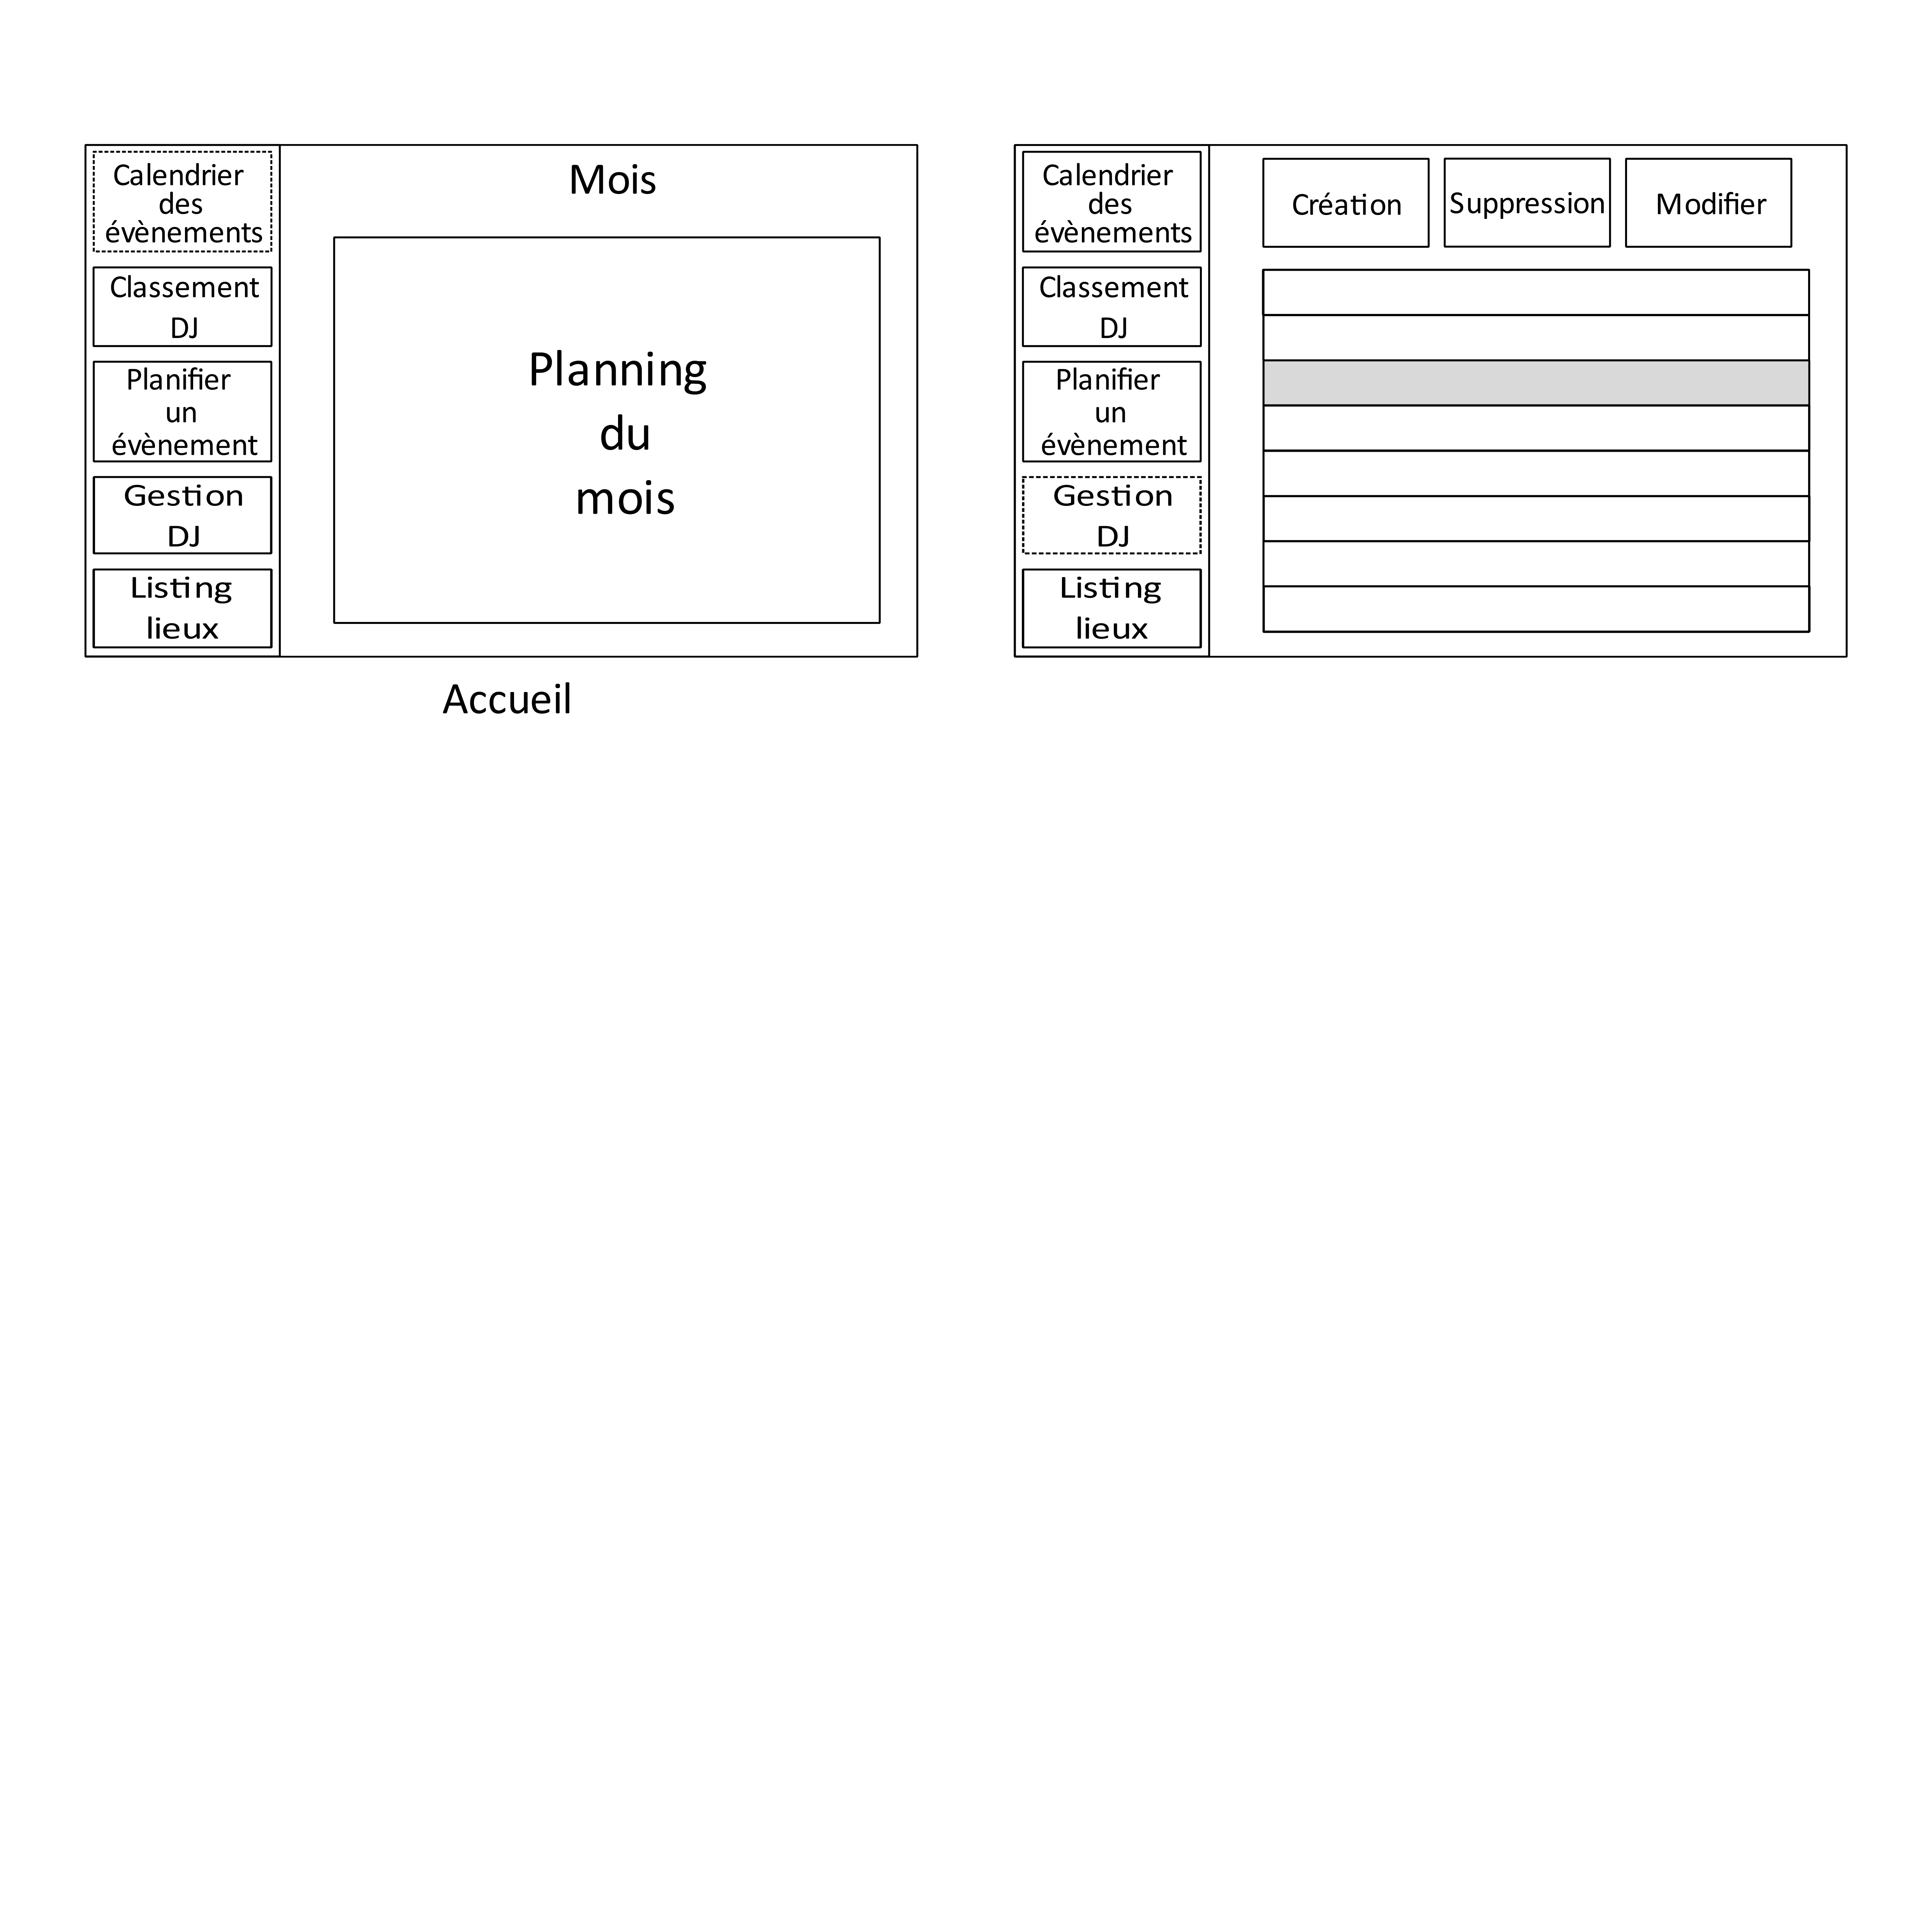 Calendrier
des
évènements
Classement
DJ
Planifier
un
évènement
Gestion
DJ
Listing
lieux
Mois
Planning
du
mois
Accueil
Calendrier
des
évènements
Classement
DJ
Planifier
un
évènement
Gestion
DJ
Listing
lieux
Création
Suppression
Modifier